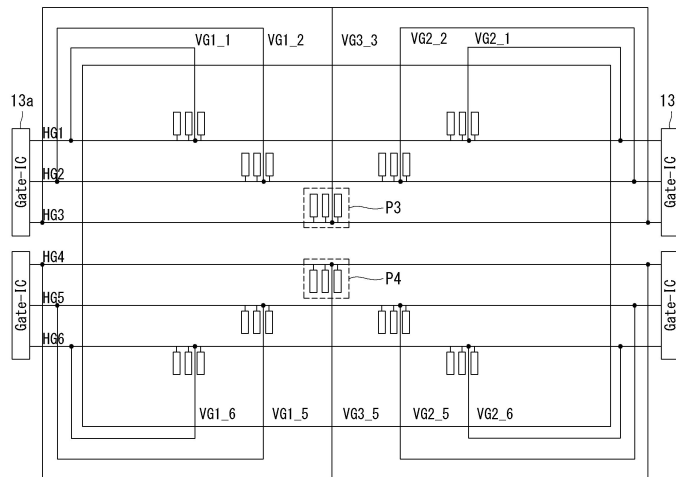 VG1_1
VG1_2
VG3_3
VG2_2
VG2_1
13a
13
HG1
Gate-IC
Gate-IC
HG2
HG3
P3
HG4
P4
Gate-IC
Gate-IC
HG5
HG6
VG1_6
VG1_5
VG3_5
VG2_5
VG2_6